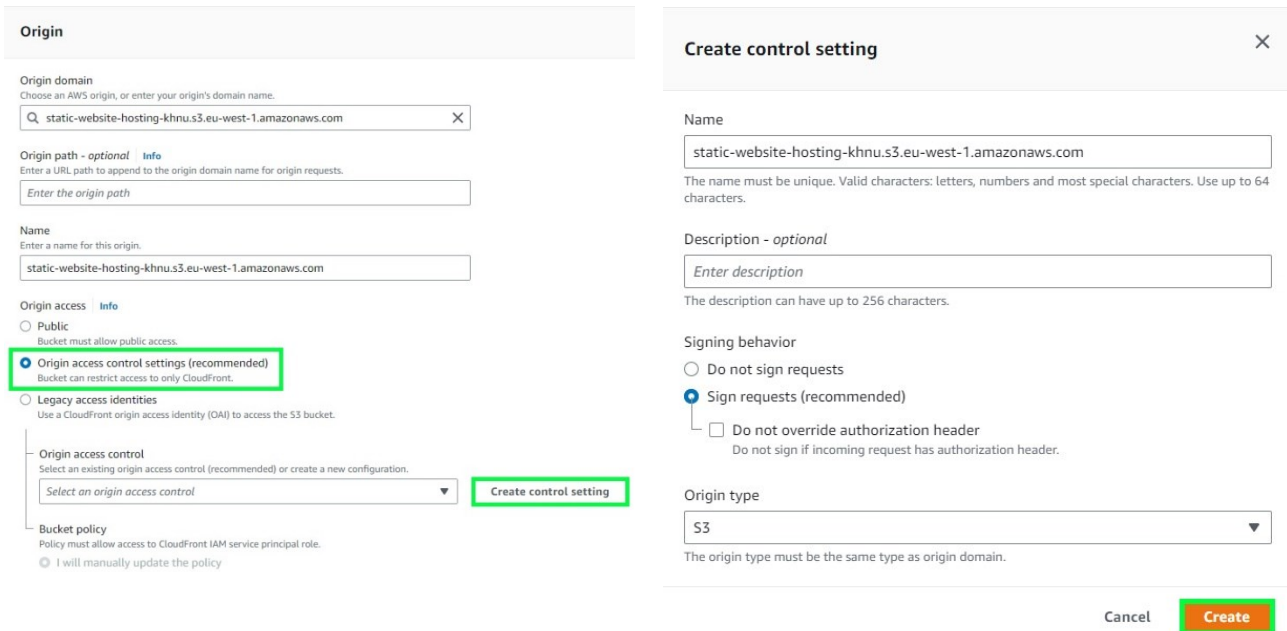 Origin
Origin domain
Choose an AWS origin, or enter your origin's domain name.
static-website-hosting-khnu.s3.eu-west-1.amazonaws.com
Origin path - optional Info
Enter a URL path to append to the origin domain name for origin requests.
Enter the origin path
Name
Enter a name for this origin.
static-website-hosting-khnu.s3.eu-west-1.amazonaws.com
Origin access Info
Public
Bucket must allow public access.
Origin access control settings (recommended)
Bucket can restrict access to only CloudFront.
Legacy access identities
Use a CloudFront origin access identity (OAI) to access the S3 bucket.
Origin access control
Select an existing origin access control (recommended) or create a new configuration.
Select an origin access control
Create control setting
Bucket policy
Policy must allow access to CloudFront IAM service principal role.
I will manually update the policy
Create control setting
Name
static-website-hosting-khnu.s3.eu-west-1.amazonaws.com
The name must be unique. Valid characters: letters, numbers and most special characters. Use up to 64
characters.
Description - optional
Enter description
The description can have up to 256 characters.
Signing behavior
Do not sign requests
Sign requests (recommended)
Do not override authorization header
Do not sign if incoming request has authorization header.
Origin type
S3
The origin type must be the same type as origin domain.
Cancel
Create